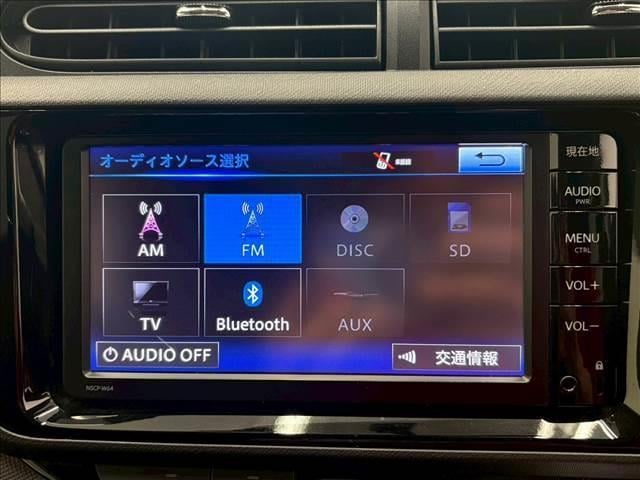 オーディオソース選択
現在地
AUDIO
PWR
AM
FM
DISC
SD
MENU
CTRL
VOL+
TV
Bluetooth
AUX
VOL−
AUDIO OFF
交通情報
NSCP-W64